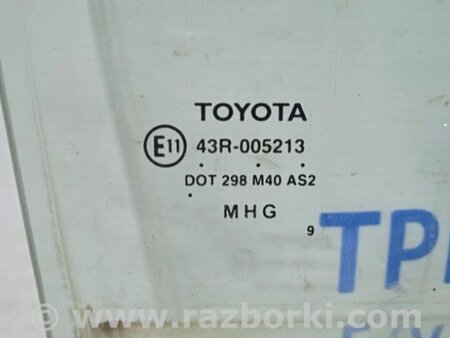 TOYOTA
E11 43R-005213
DOT 298 M40 AS2
MHG
9
www.razborki.com